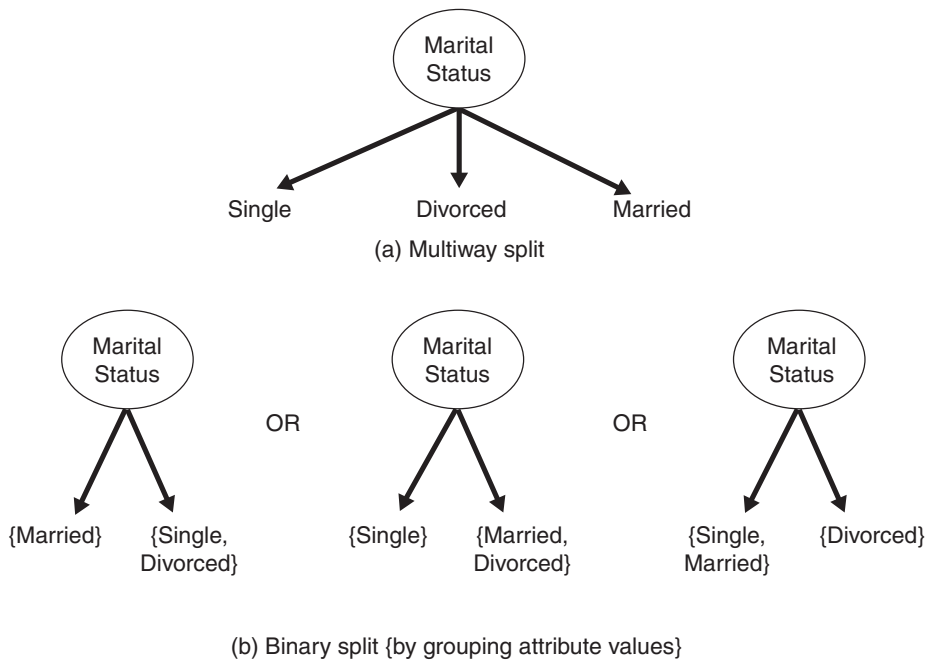 Marital
Status
Single
Divorced
Married
(a) Multiway split
Marital
Status
{Married}
{Single,
Divorced}
OR
Marital
Status
{Single}
{Married,
Divorced}
OR
Marital
Status
{Single,
Married}
{Divorced}
(b) Binary split {by grouping attribute values}